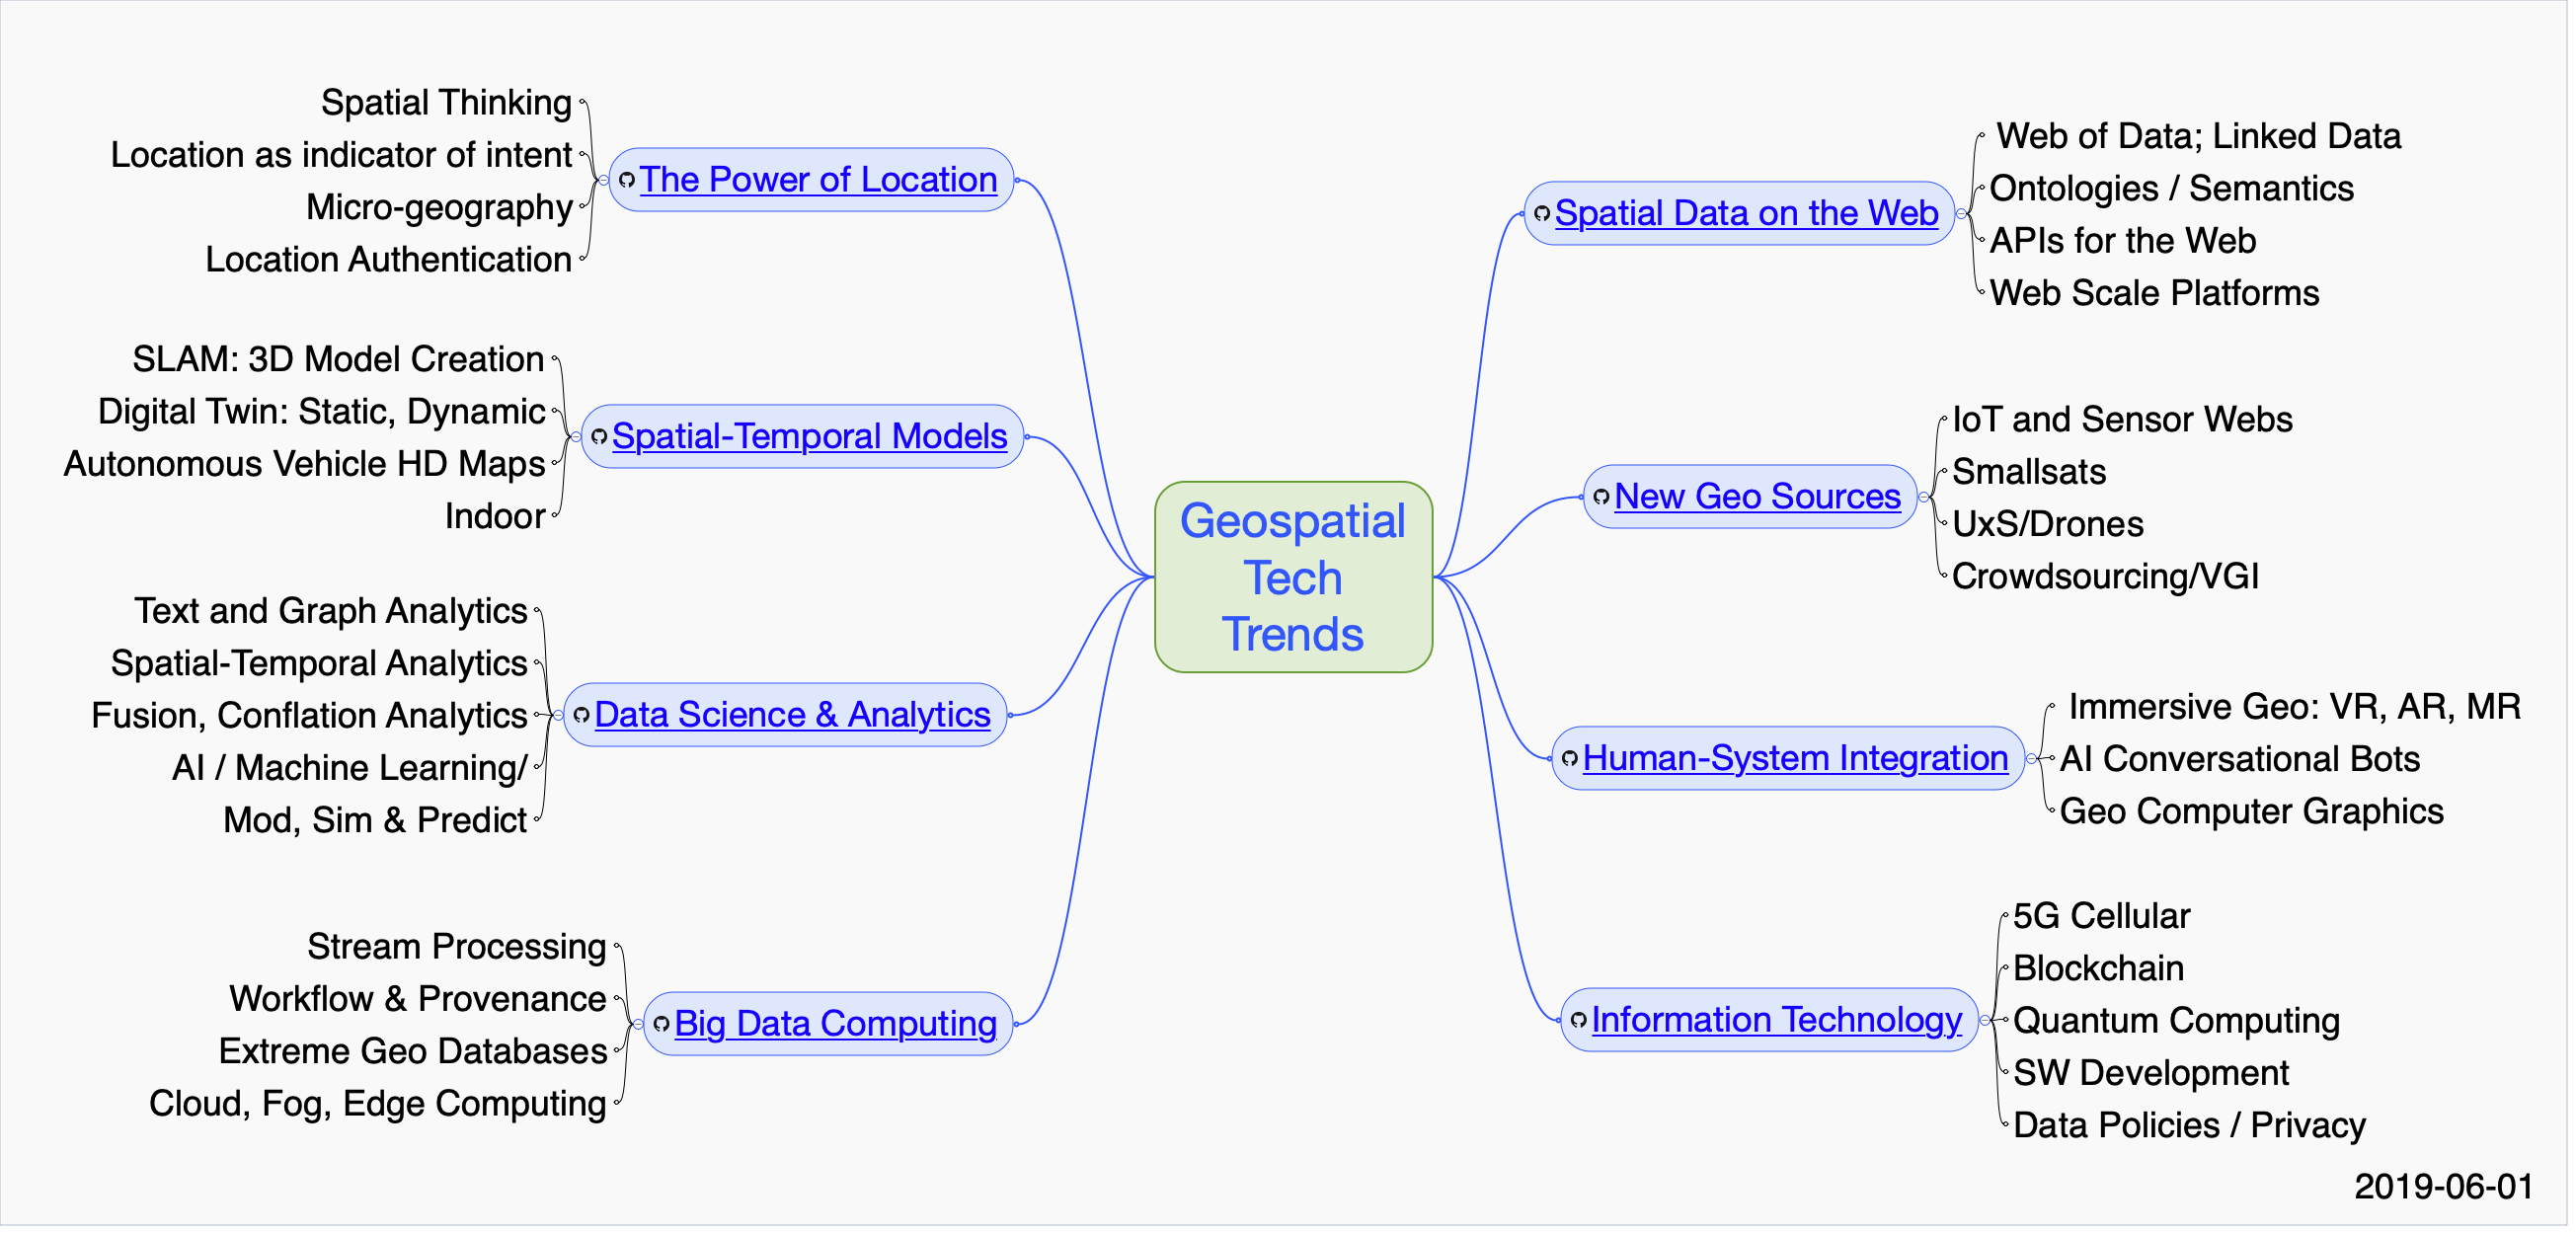 Geospatial
Tech
Trends
The Power of Location
Spatial Thinking
Location as indicator of intent
Micro-geography
Location Authentication
Spatial-Temporal Models
SLAM: 3D Model Creation
Digital Twin: Static, Dynamic
Autonomous Vehicle HD Maps
Indoor
Data Science & Analytics
Text and Graph Analytics
Spatial-Temporal Analytics
Fusion, Conflation Analytics
AI / Machine Learning/
Mod, Sim & Predict
Big Data Computing
Stream Processing
Workflow & Provenance
Extreme Geo Databases
Cloud, Fog, Edge Computing
Spatial Data on the Web
Web of Data; Linked Data
Ontologies / Semantics
APIs for the Web
Web Scale Platforms
New Geo Sources
IoT and Sensor Webs
Smallsats
UxS/Drones
Crowdsourcing/VGI
Human-System Integration
Immersive Geo: VR, AR, MR
AI Conversational Bots
Geo Computer Graphics
Information Technology
5G Cellular
Blockchain
Quantum Computing
SW Development
Data Policies / Privacy
2019-06-01